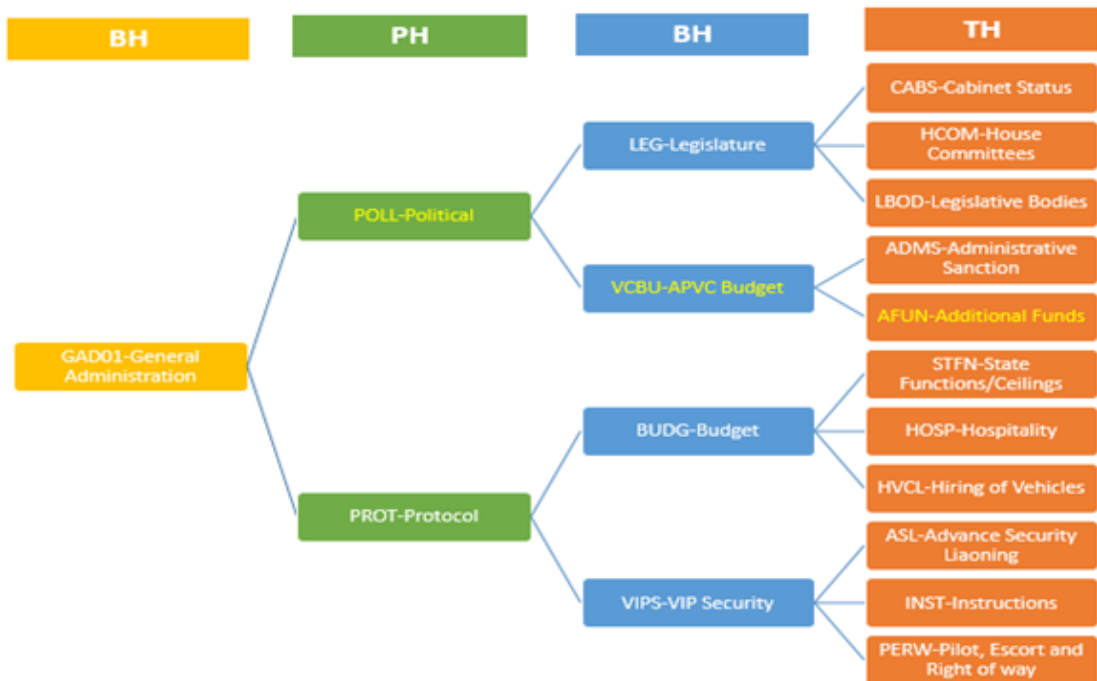 BH
PH
BH
TH
GAD01-General
Administration
POLL-Political
PROT-Protocol
LEG-Legislature
VCBU-APVC Budget
BUDG-Budget
VIPS-VIP Security
CABS-Cabinet Status
HCOM-House
Committees
LBOD-Legislative Bodies
ADMS-Administrative
Sanction
AFUN-Additional Funds
STFN-State
Functions/Ceilings
HOSP-Hospitality
HVCL-Hiring of Vehicles
ASL-Advance Security
Liaoning
INST-Instructions
PERW-Pilot, Escort and
Right of way